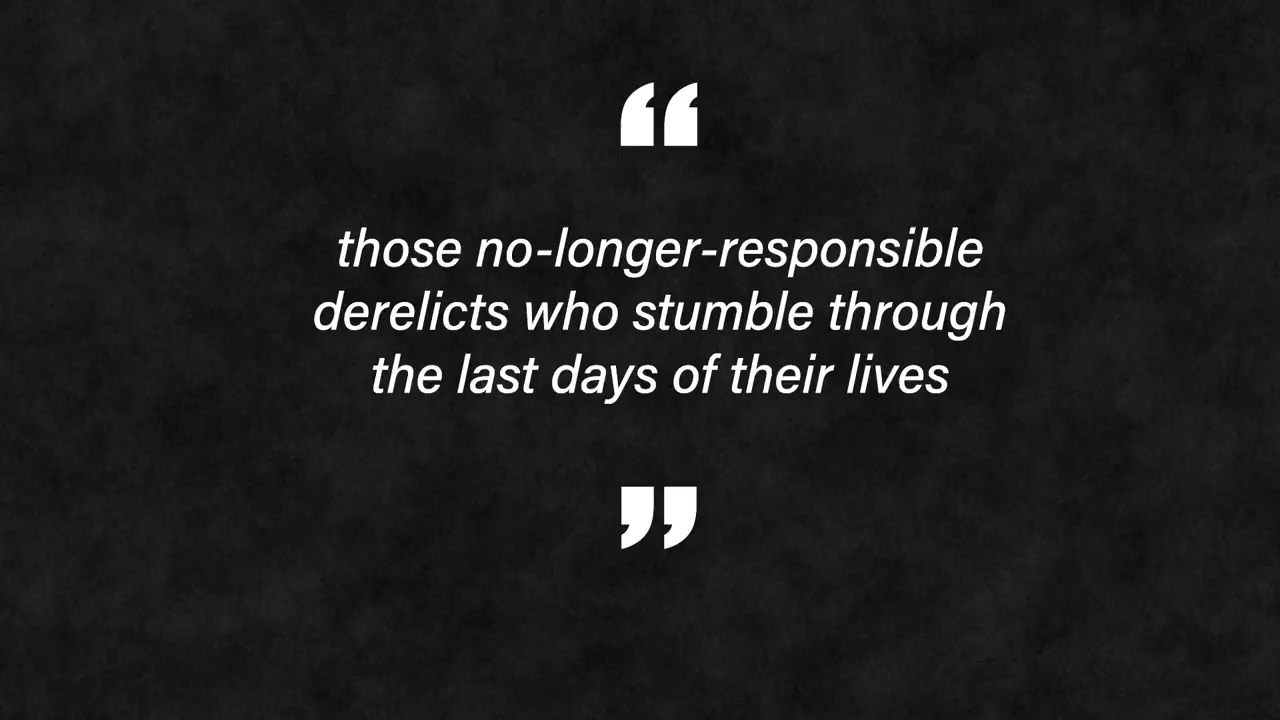 “
those no-longer-responsible
derelicts who stumble through
the last days of their lives
”